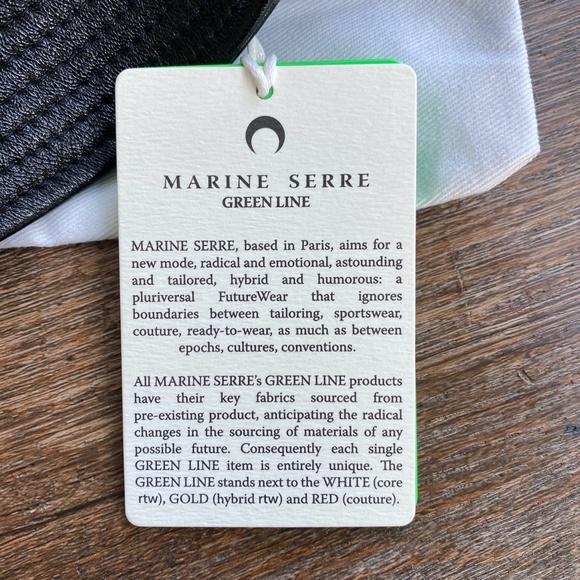 MARINE SERRE
GREEN LINE
MARINE SERRE, based in Paris, aims for a
new mode, radical and emotional, astounding
and tailored, hybrid and humorous: a
pluriversal FutureWear that ignores
boundaries between tailoring, sportswear,
couture, ready-to-wear, as much as between
epochs, cultures, conventions.
All MARINE SERRE's GREEN LINE products
have their key fabrics sourced from
pre-existing product, anticipating the radical
changes in the sourcing of materials of any
possible future. Consequently each single
GREEN LINE item is entirely unique. The
GREEN LINE stands next to the WHITE (core
rtw), GOLD (hybrid rtw) and RED (couture).